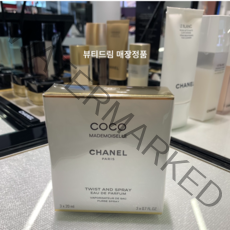 뷰티드림 매장정품
COCO
MADEMOISELLE
CHANEL
PARIS
TWIST AND SPRAY
EAU DE PARFUM
WATERMARKED